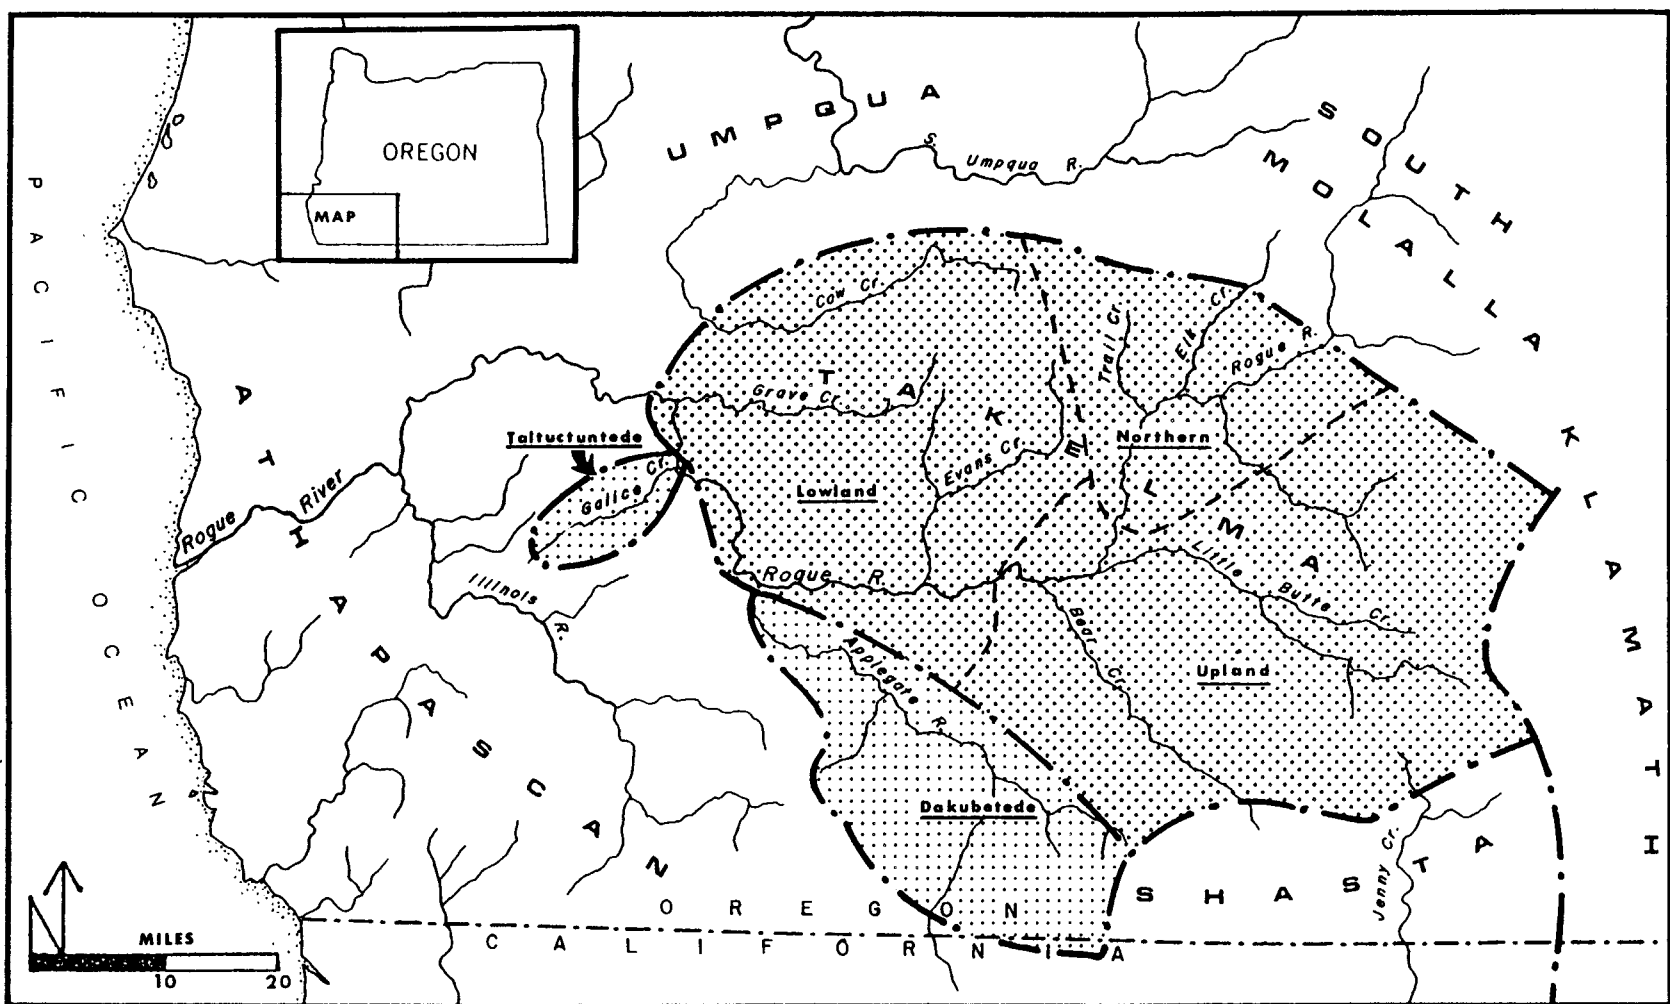 OREGON
MAP
PACIFIC OCEAN
UMPQUA
S. Umpqua R.
SOUTH
MOLALLA
KLAMATH
ATHAPASCAN
Rogue River
Illinois R.
Taltuctuntede
Galice Cr.
TAKELMA
Cow Cr.
Grave Cr.
Evans Cr.
Trail Cr.
Elk Cr.
Rogue R.
Northern
Lowland
Rogue R.
Little Butte Cr.
Bear Cr.
Upland
Applegate R.
Dakubetede
SHASTA
Jenny Cr.
OREGON
CALIFORNIA
N
MILES
10 20